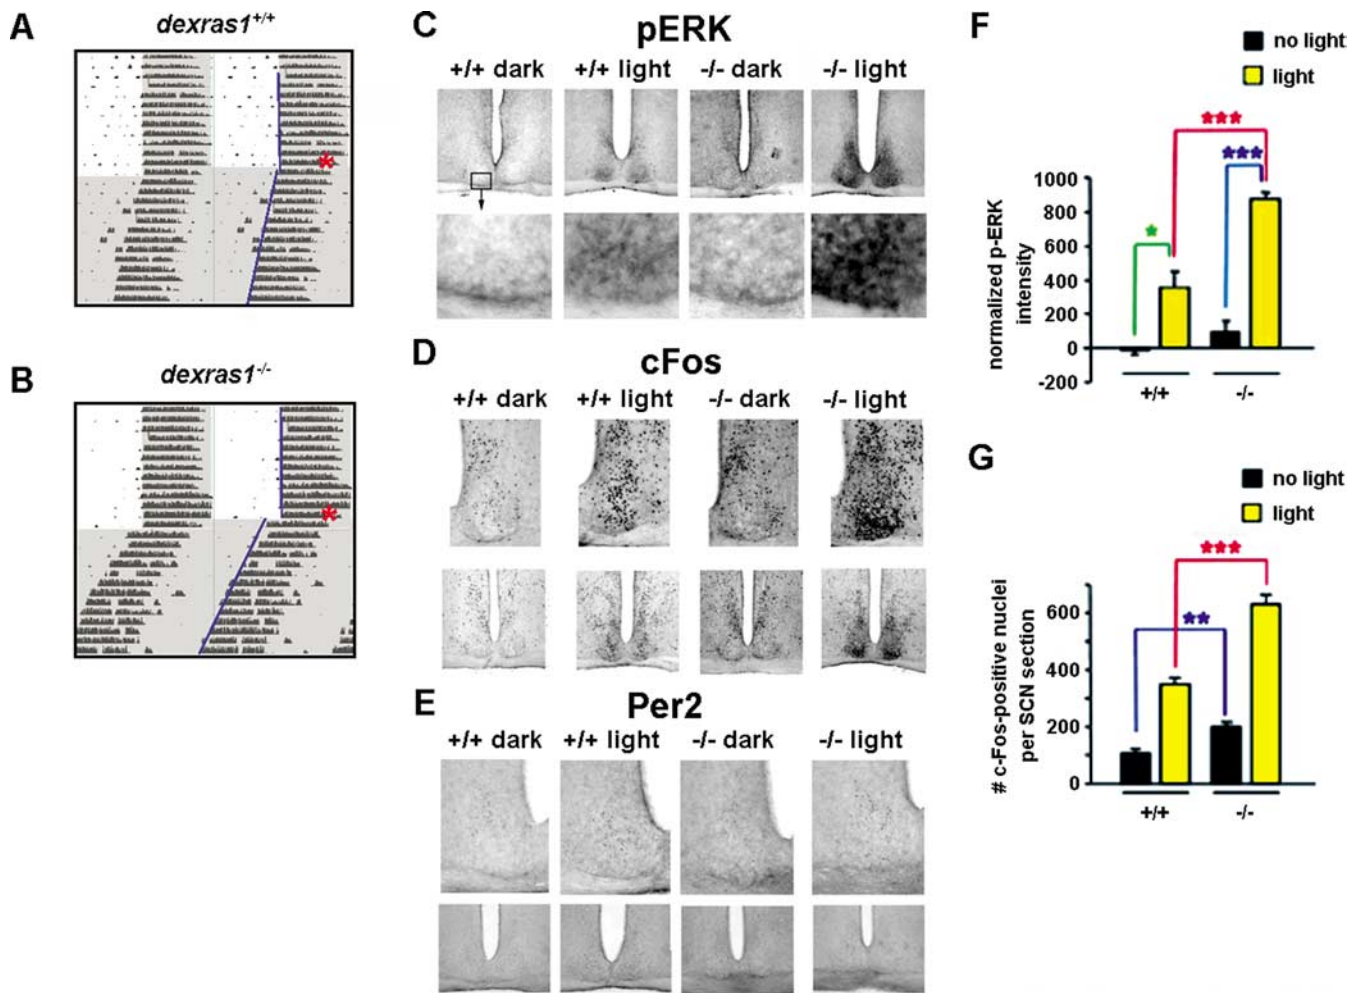 A
dexras1+/+
*
B
dexras1-/-
*
C
pERK
+/+ dark +/+ light -/- dark -/- light
D
cFos
+/+ dark +/+ light -/- dark -/- light
E
Per2
+/+ dark +/+ light -/- dark -/- light
F
no light
light
***
***
*
normalized p-ERK
intensity
1000
800
600
400
200
0
-200
+/+ -/-
G
no light
light
***
**
# c-Fos-positive nuclei
per SCN section
600
400
200
0
+/+ -/-